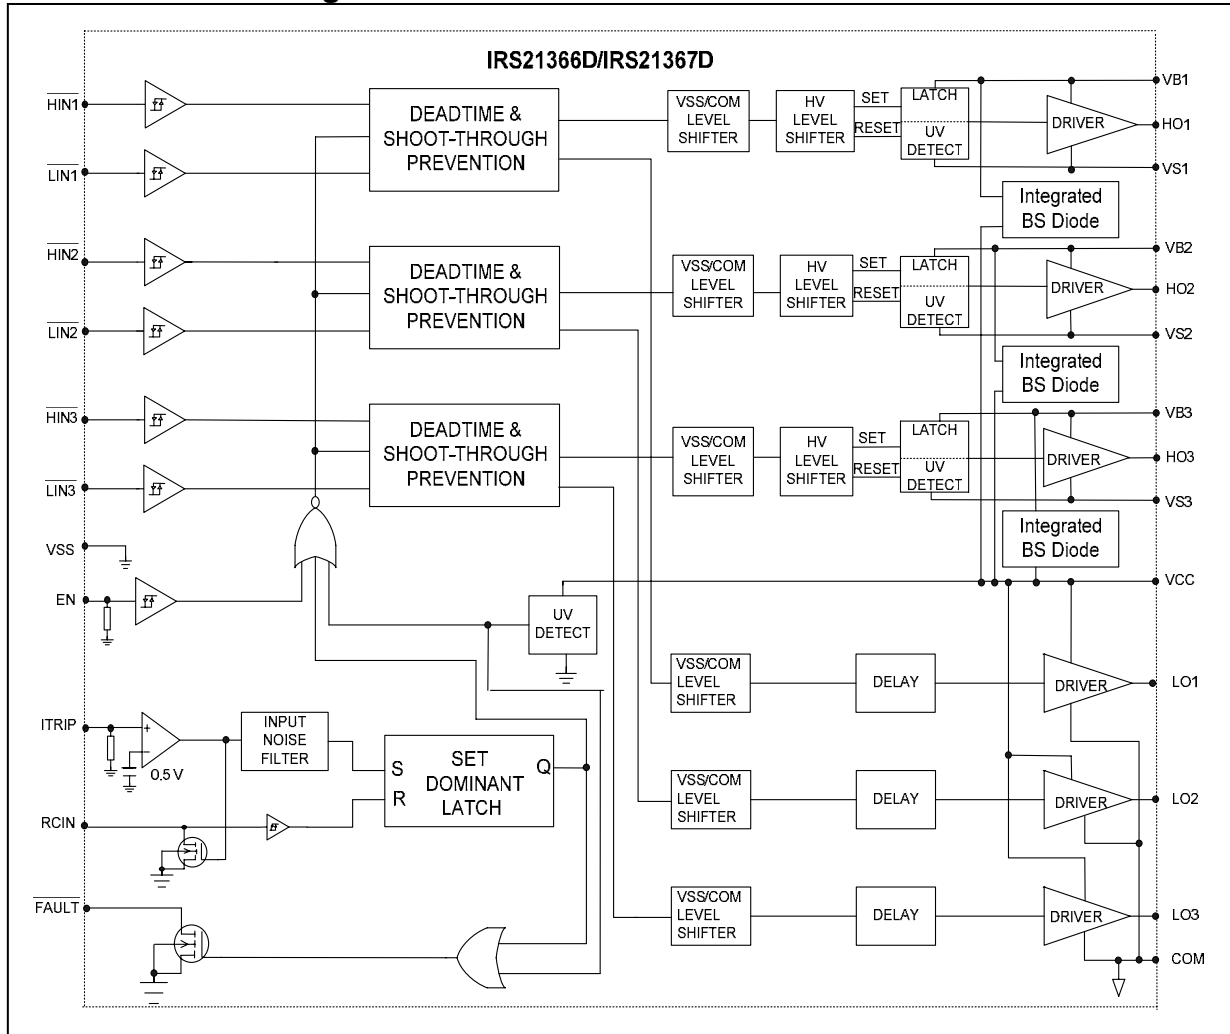 IRS21366D/IRS21367D
HIN1
LIN1
DEADTIME &
SHOOT-THROUGH
PREVENTION
VSS/COM
LEVEL
SHIFTER
HV
LEVEL
SHIFTER
SET
RESET
LATCH
UV
DETECT
DRIVER
VB1
HO1
VS1
Integrated
BS Diode
HIN2
LIN2
DEADTIME &
SHOOT-THROUGH
PREVENTION
VSS/COM
LEVEL
SHIFTER
HV
LEVEL
SHIFTER
SET
RESET
LATCH
UV
DETECT
DRIVER
VB2
HO2
VS2
Integrated
BS Diode
HIN3
LIN3
DEADTIME &
SHOOT-THROUGH
PREVENTION
VSS/COM
LEVEL
SHIFTER
HV
LEVEL
SHIFTER
SET
RESET
LATCH
UV
DETECT
DRIVER
VB3
HO3
VS3
Integrated
BS Diode
VSS
EN
UV
DETECT
VCC
VSS/COM
LEVEL
SHIFTER
DELAY
DRIVER
LO1
ITRIP
+
−
0.5 V
INPUT
NOISE
FILTER
S
R
SET
DOMINANT
LATCH
Q
RCIN
VSS/COM
LEVEL
SHIFTER
DELAY
DRIVER
LO2
FAULT
VSS/COM
LEVEL
SHIFTER
DELAY
DRIVER
LO3
COM